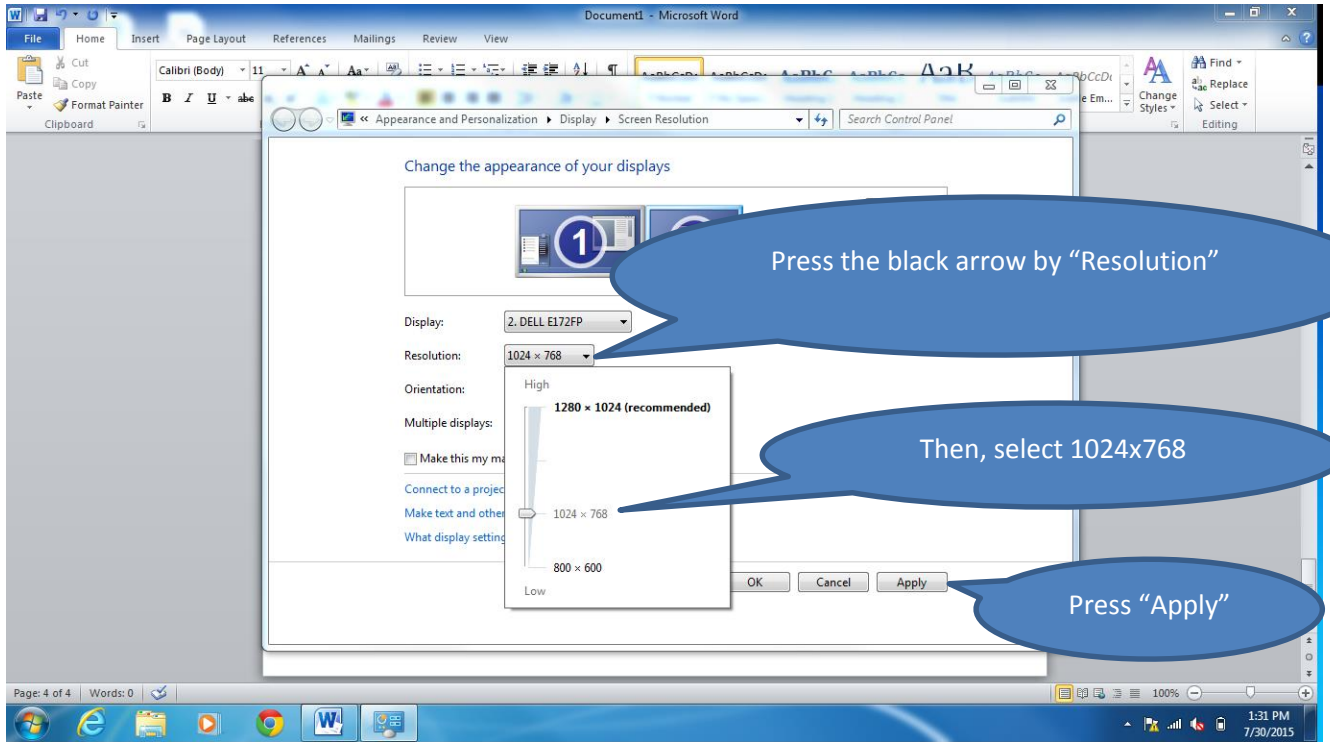 W
Document1 - Microsoft Word
File Home Insert Page Layout References Mailings Review View
Cut
Copy
Paste
Format Painter
Clipboard
Calibri (Body) 11
B I U abe
Aa
Change
Styles
Find
Replace
Select
Editing
Appearance and Personalization Display Screen Resolution
Search Control Panel
Change the appearance of your displays
1
Press the black arrow by “Resolution”
Display: 2. DELL E172FP
Resolution: 1024 × 768
Orientation:
Multiple displays:
Make this my
Connect to a
Make text and
What display
High
1280 × 1024 (recommended)
1024 × 768
800 × 600
Low
Then, select 1024x768
OK Cancel Apply
Press “Apply”
Page: 4 of 4 Words: 0
100%
W
1:31 PM
7/30/2015